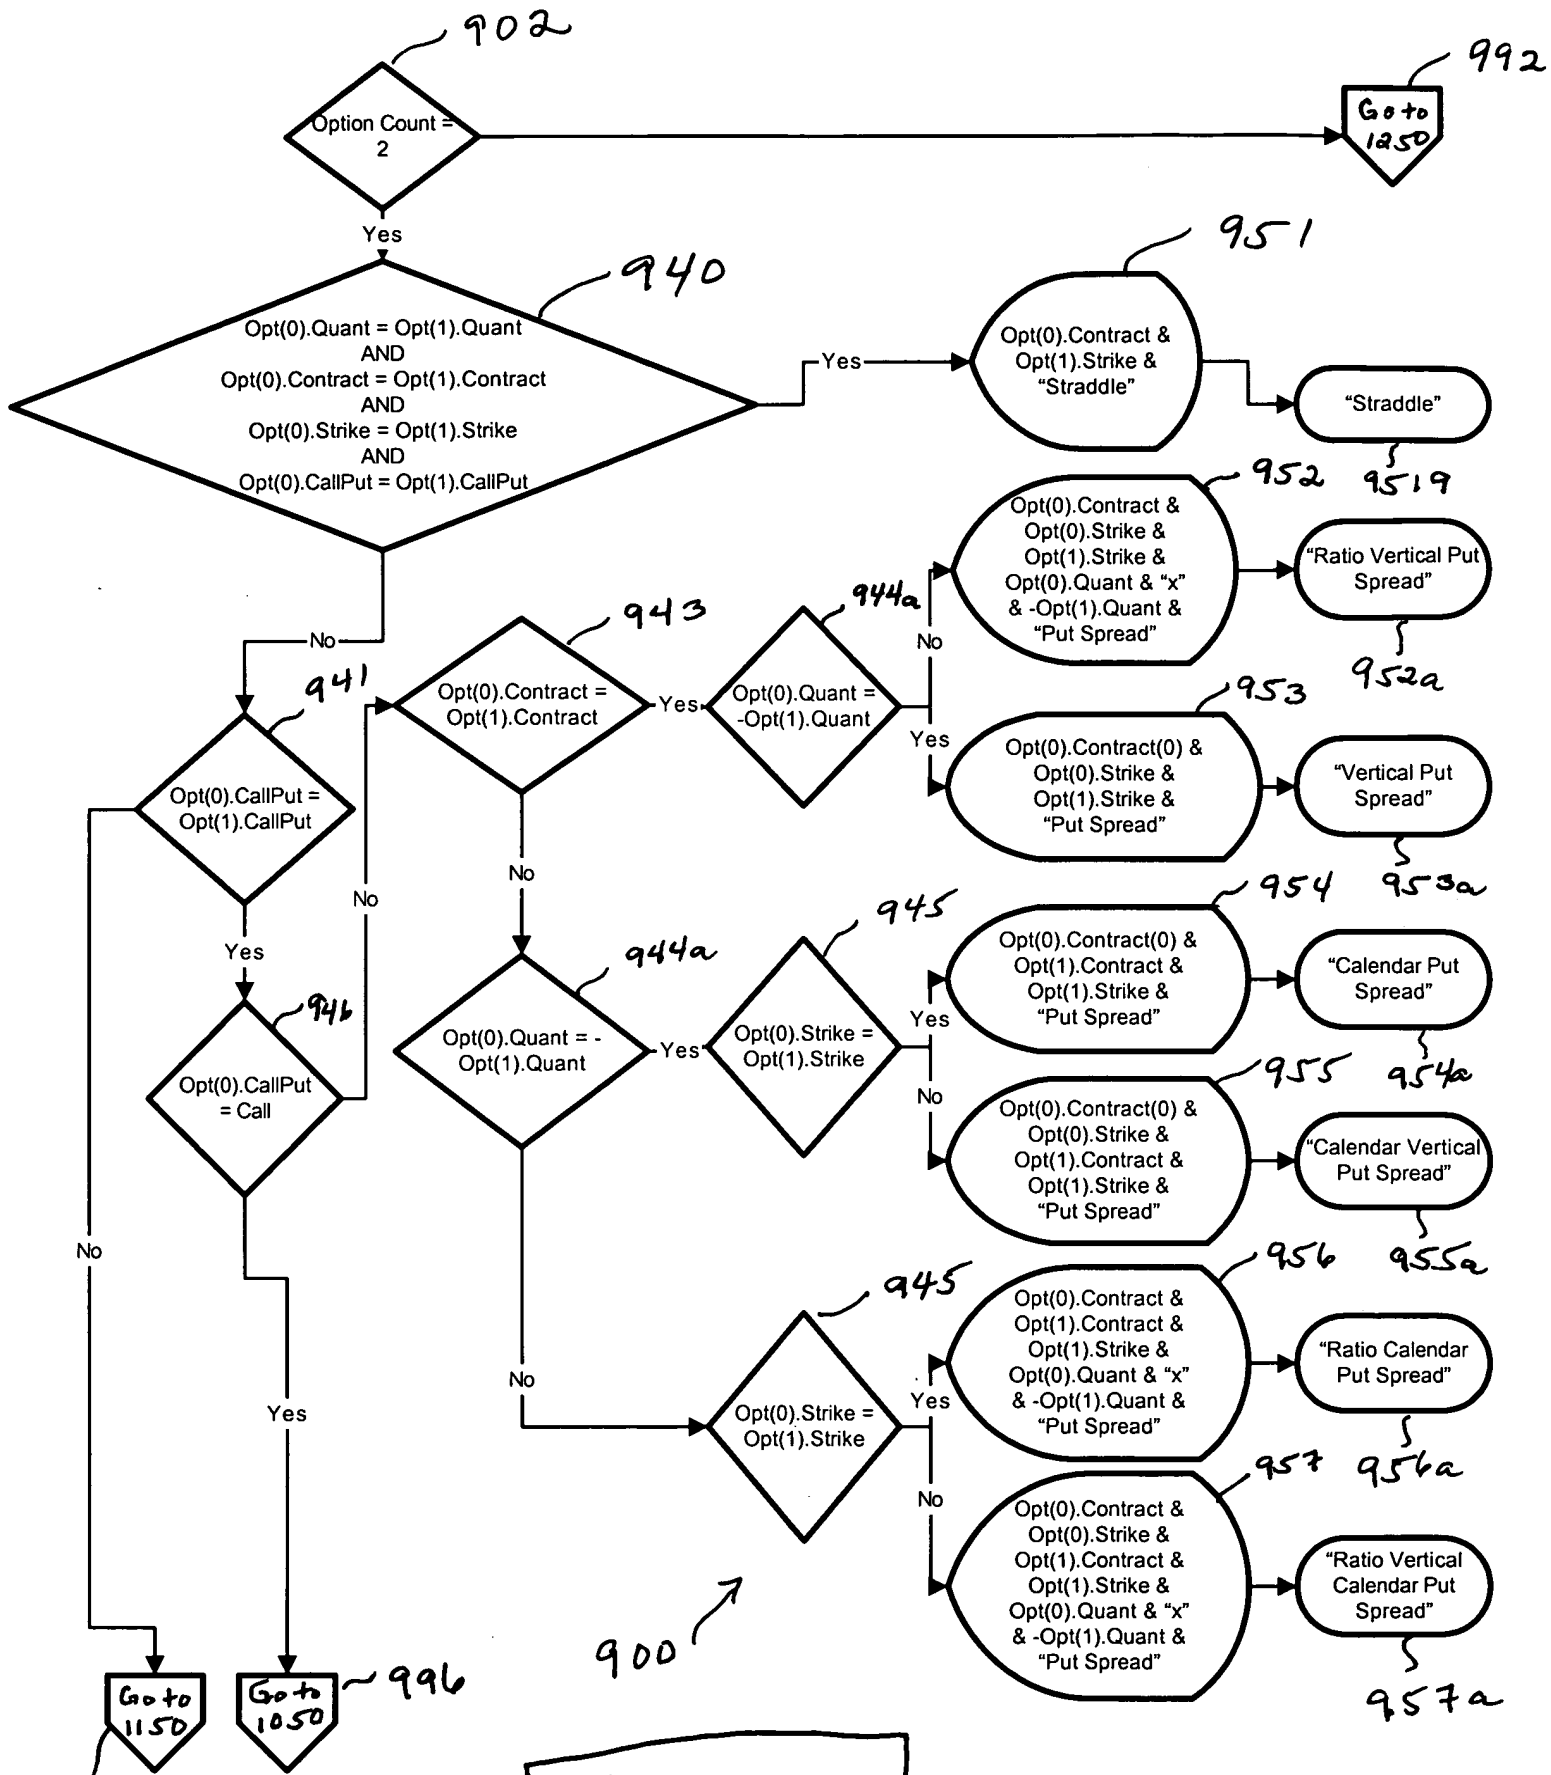 902
992
Option Count =
2
Go to
1250
Yes
951
940
Opt(0).Quant = Opt(1).Quant
AND
Opt(0).Contract = Opt(1).Contract
AND
Opt(0).Strike = Opt(1).Strike
AND
Opt(0).CallPut = Opt(1).CallPut
Yes
Opt(0).Contract &
Opt(1).Strike &
“Straddle”
“Straddle”
9519
952
Opt(0).Contract &
Opt(0).Strike &
Opt(1).Strike &
Opt(0).Quant & “x”
& -Opt(1).Quant &
“Put Spread”
“Ratio Vertical Put
Spread”
952a
No
941
943
Opt(0).Contract =
Opt(1).Contract
Yes
944a
Opt(0).Quant =
-Opt(1).Quant
No
Yes
953
Opt(0).Contract(0) &
Opt(0).Strike &
Opt(1).Strike &
“Put Spread”
“Vertical Put
Spread”
953a
Opt(0).CallPut =
Opt(1).CallPut
No
No
Yes
946
Opt(0).CallPut
= Call
944a
Opt(0).Quant = -
Opt(1).Quant
Yes
945
Opt(0).Strike =
Opt(1).Strike
Yes
No
954
Opt(0).Contract(0) &
Opt(1).Contract &
Opt(1).Strike &
“Put Spread”
“Calendar Put
Spread”
954a
955
Opt(0).Contract(0) &
Opt(0).Strike &
Opt(1).Contract &
Opt(1).Strike &
“Put Spread”
“Calendar Vertical
Put Spread”
955a
No
Yes
No
945
Opt(0).Strike =
Opt(1).Strike
Yes
No
956
Opt(0).Contract &
Opt(1).Contract &
Opt(1).Strike &
Opt(0).Quant & “x”
& -Opt(1).Quant &
“Put Spread”
“Ratio Calendar
Put Spread”
956a
957
Opt(0).Contract &
Opt(0).Strike &
Opt(1).Contract &
Opt(1).Strike &
Opt(0).Quant & “x”
& -Opt(1).Quant &
“Put Spread”
“Ratio Vertical
Calendar Put
Spread”
957a
900
Go to
1150
Go to
1050
996